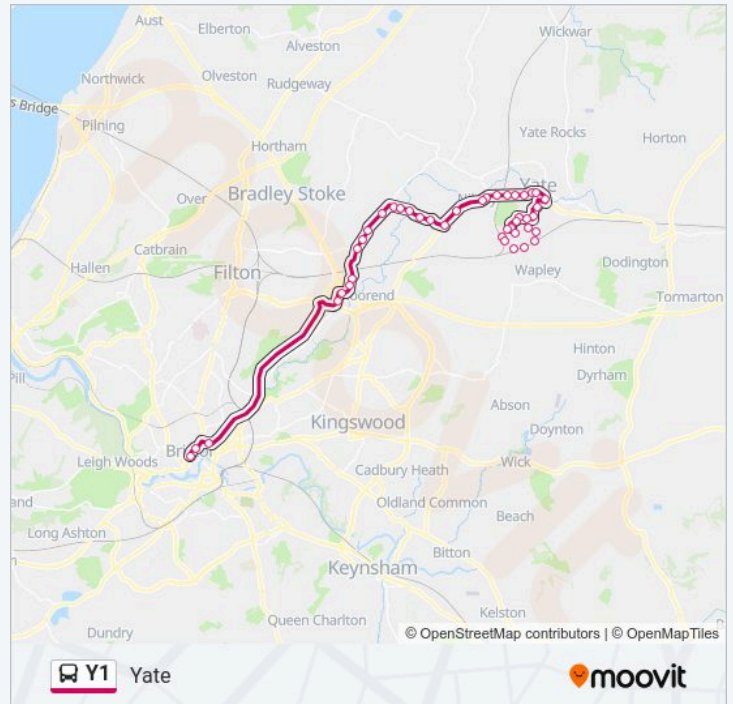 Aust
Elberton
Wickwar
Alveston
Northwick
Olveston
Rudgeway
s Bridge
Pilning
Yate Rocks
Horton
Hortham
Yate
Bradley Stoke
Over
Catbrain
Hallen
Filton
Wapley
Dodington
oorend
Tormarton
Hinton
Dyrham
Pill
Abson
Kingswood
Doynton
Leigh Woods
Wick
Cadbury Heath
and
Oldland Common
Long Ashton
Beach
Bitton
Keynsham
Kelston
Queen Charlton
Dundry
© OpenStreetMap contributors | © OpenMapTiles
Y1 Yate
moovit